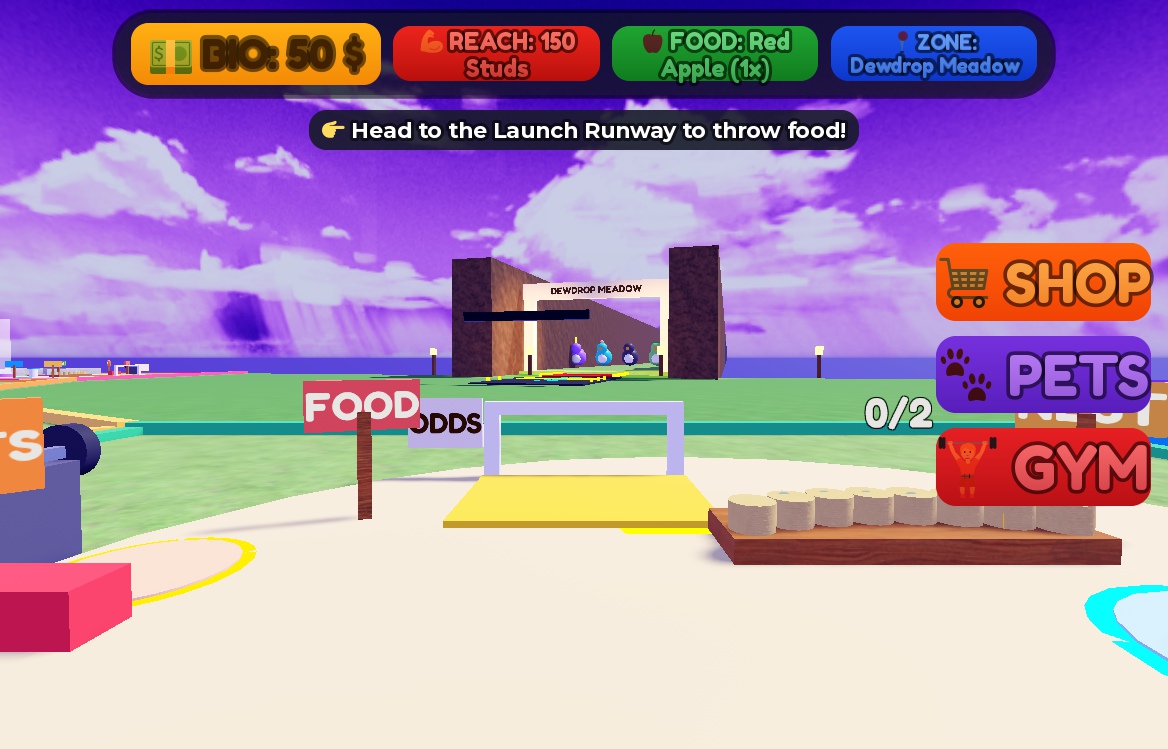 BIO: 50 $
REACH: 150
Studs
FOOD: Red
Apple (1x)
ZONE:
Dewdrop Meadow
Head to the Launch Runway to throw food!
DEWDROP MEADOW
SHOP
PETS
GYM
FOOD
ODDS
0/2